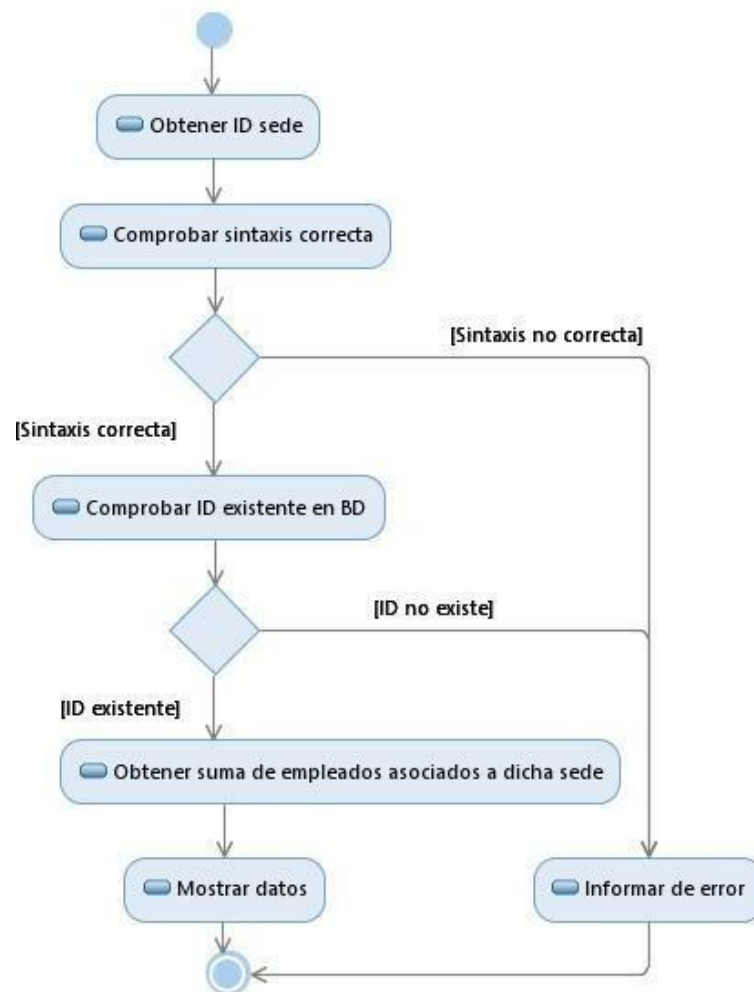 Obtener ID sede
Comprobar sintaxis correcta
[Sintaxis no correcta]
[Sintaxis correcta]
Comprobar ID existente en BD
[ID no existe]
[ID existente]
Obtener suma de empleados asociados a dicha sede
Mostrar datos
Informar de error